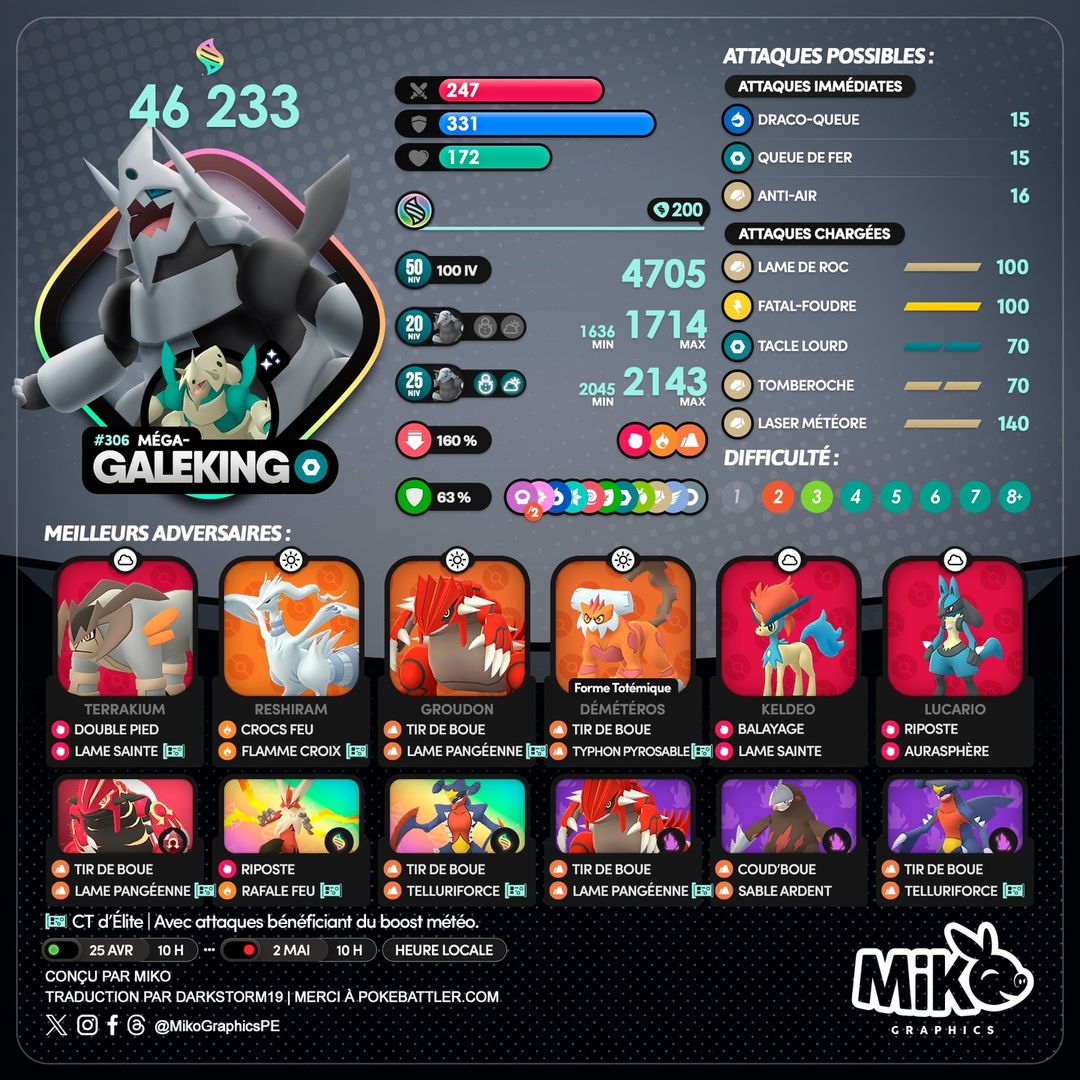 46 233
#306 MÉGA-
GALEKING
247
331
172
200
50 NIV 100 IV 4705
20 NIV 1636 MIN 1714 MAX
25 NIV 2045 MIN 2143 MAX
160 %
63 % /2
ATTAQUES POSSIBLES :
ATTAQUES IMMÉDIATES
DRACO-QUEUE 15
QUEUE DE FER 15
ANTI-AIR 16
ATTAQUES CHARGÉES
LAME DE ROC 100
FATAL-FOUDRE 100
TACLE LOURD 70
TOMBEROCHE 70
LASER MÉTÉORE 140
DIFFICULTÉ :
1 2 3 4 5 6 7 8+
MEILLEURS ADVERSAIRES :
TERRAKIUM
DOUBLE PIED
LAME SAINTE
RESHIRAM
CROCS FEU
FLAMME CROIX
GROUDON
TIR DE BOUE
LAME PANGÉENNE
Forme Totémique
DÉMÉTÉROS
TIR DE BOUE
TYPHON PYROSABLE
KELDEO
BALAYAGE
LAME SAINTE
LUCARIO
RIPOSTE
AURASPHÈRE
TIR DE BOUE
LAME PANGÉENNE
RIPOSTE
RAFALE FEU
TIR DE BOUE
TELLURIFORCE
TIR DE BOUE
LAME PANGÉENNE
COUD'BOUE
SABLE ARDENT
TIR DE BOUE
TELLURIFORCE
CT d'Élite | Avec attaques bénéficiant du boost météo.
25 AVR 10 H ... 2 MAI 10 H HEURE LOCALE
CONÇU PAR MIKO
TRADUCTION PAR DARKSTORM19 | MERCI À POKEBATTLER.COM
@MikoGraphicsPE
MiKO
GRAPHICS